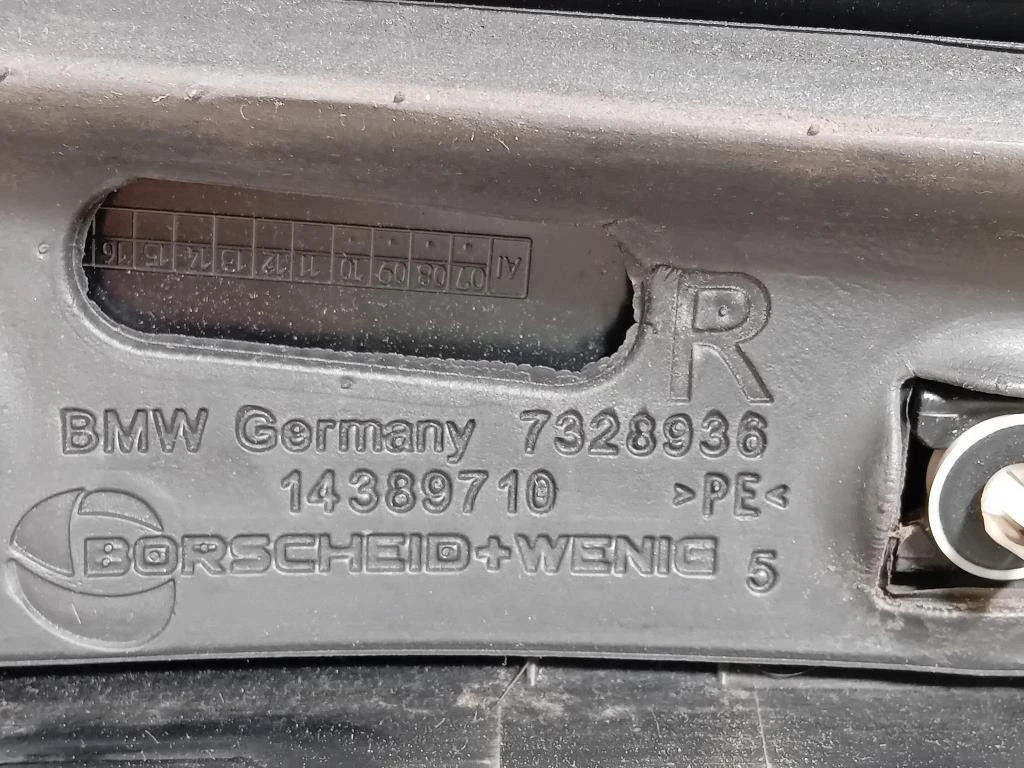 AI 07 08 09 10 11 12 13 14 15 16
R
BMW Germany 7328936
14389710 >PE<
BORSCHEID+WENIG 5